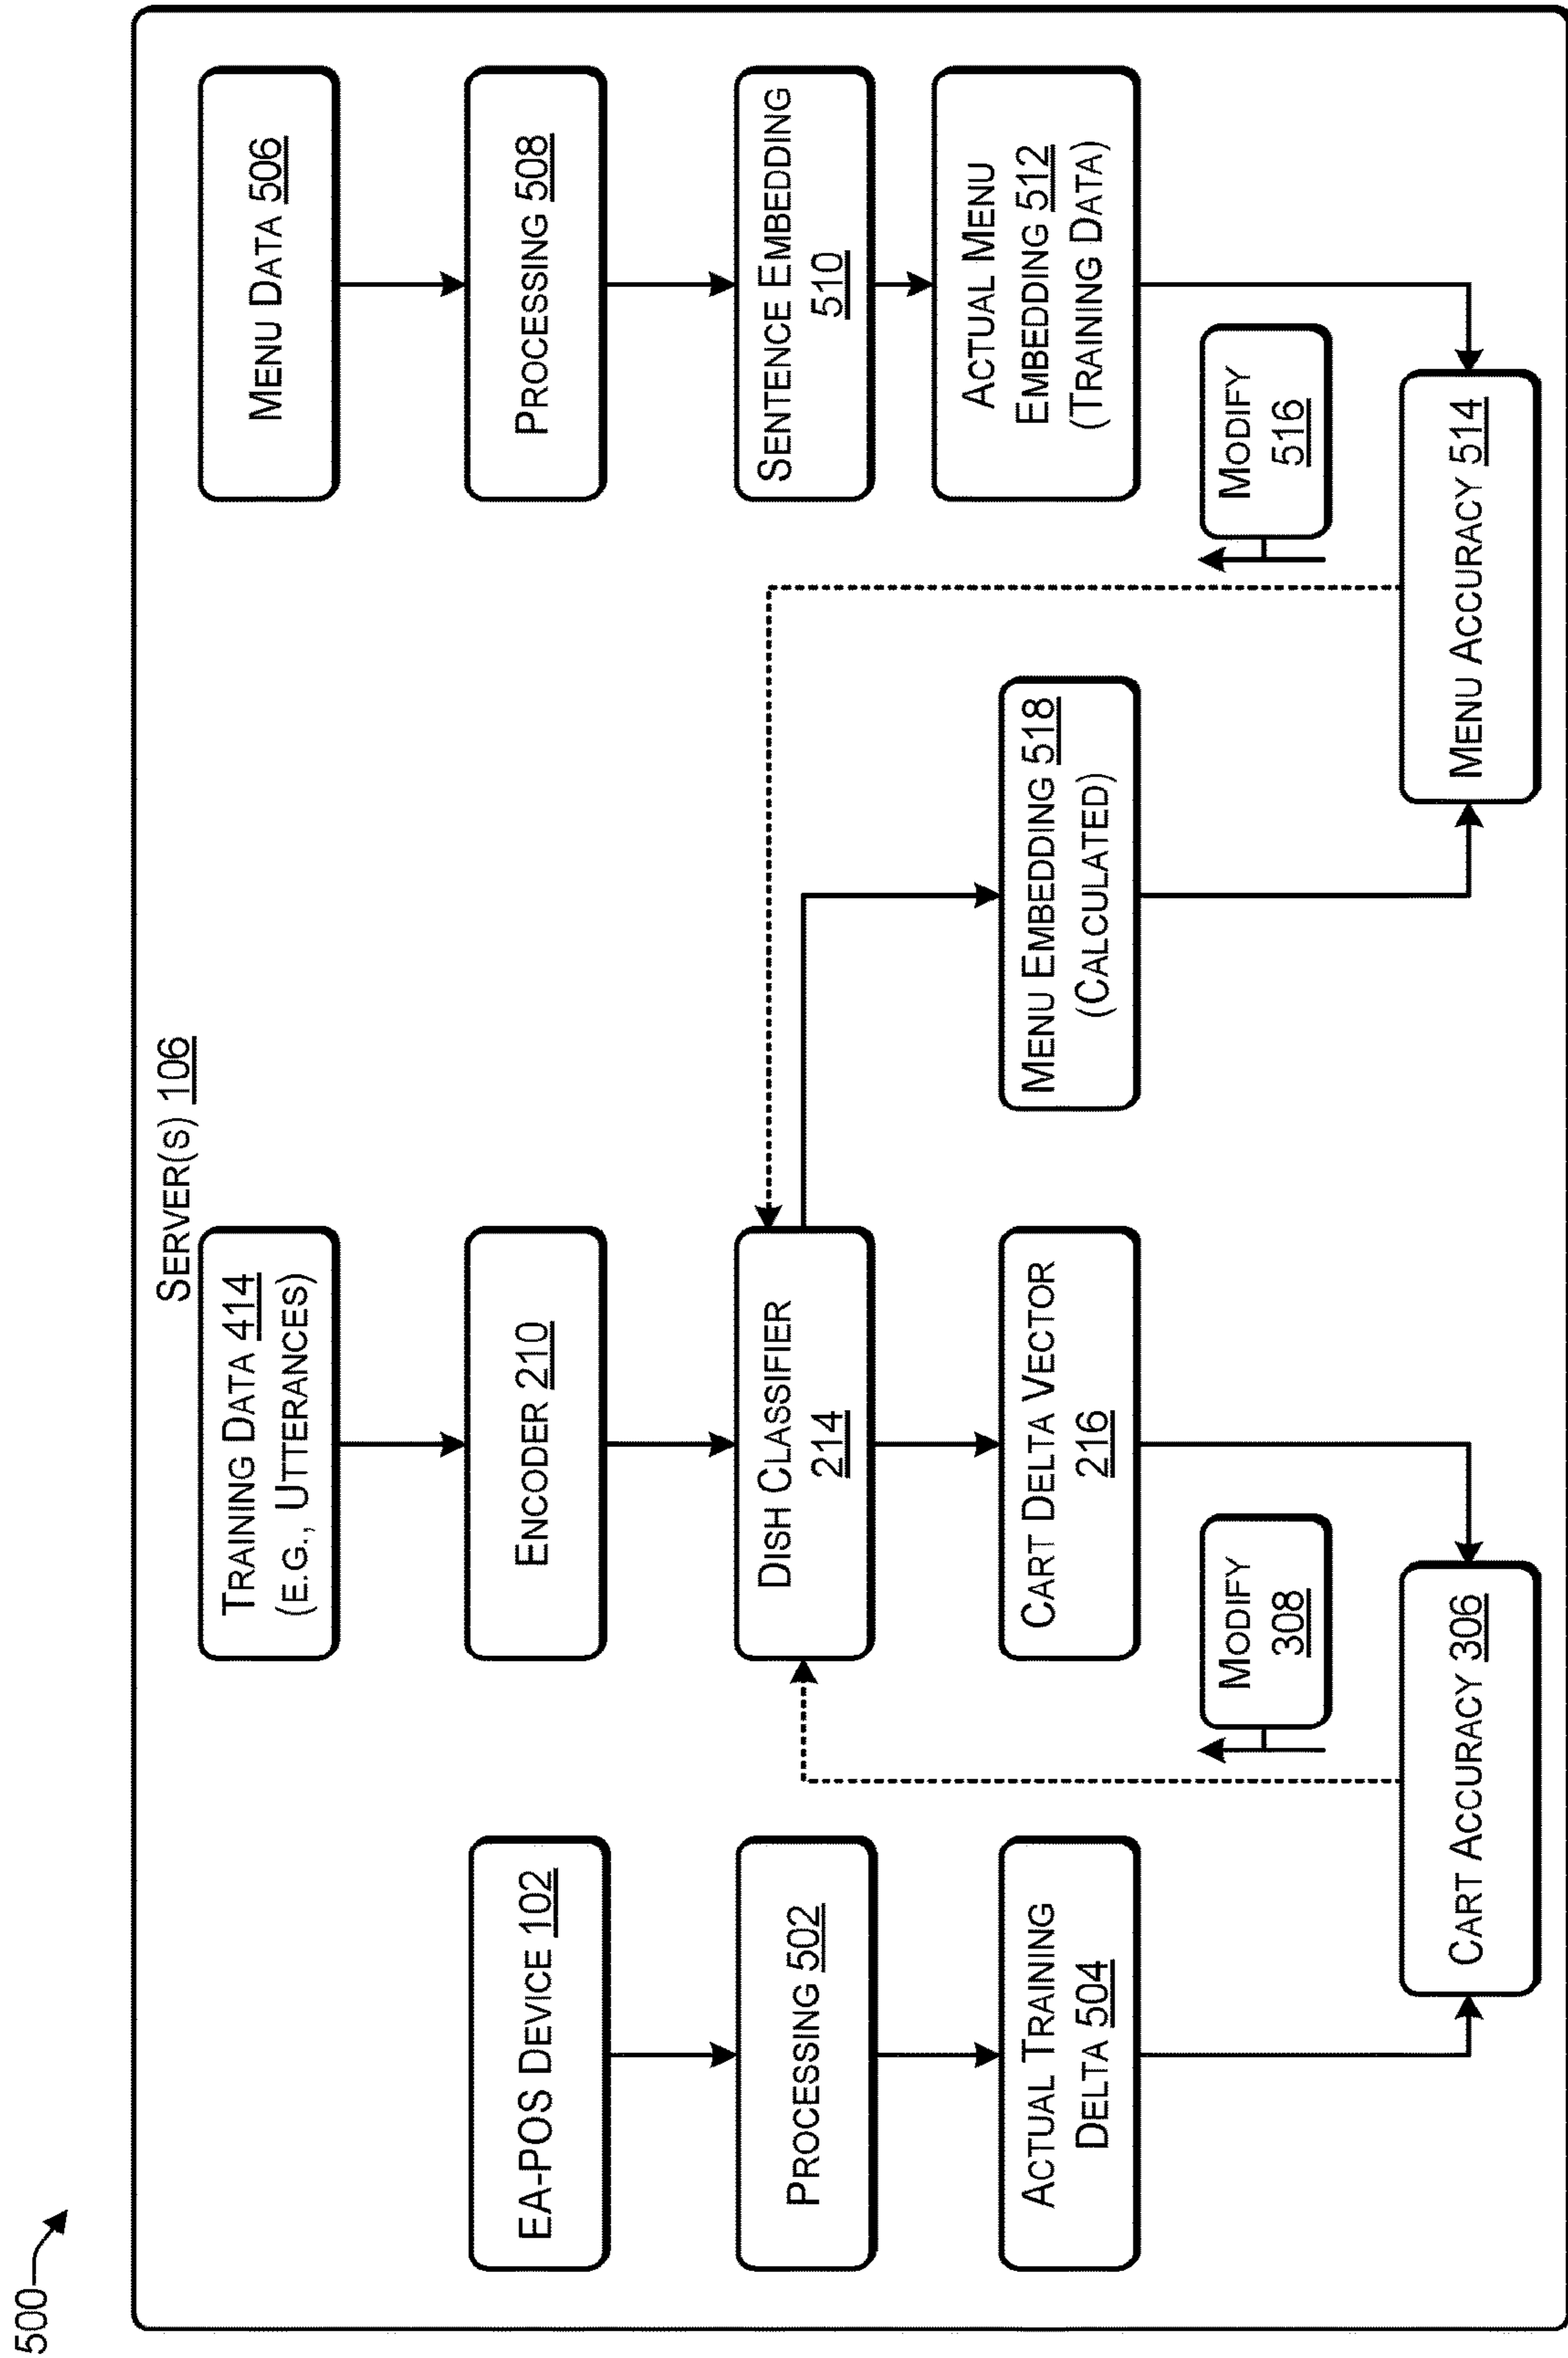 500
SERVER(S) 106
EA-POS DEVICE 102
PROCESSING 502
ACTUAL TRAINING
DELTA 504
TRAINING DATA 414
(E.G., UTTERANCES)
ENCODER 210
DISH CLASSIFIER
214
CART DELTA VECTOR
216
MODIFY
308
CART ACCURACY 306
MENU EMBEDDING 518
(CALCULATED)
MENU DATA 506
PROCESSING 508
SENTENCE EMBEDDING
510
ACTUAL MENU
EMBEDDING 512
(TRAINING DATA)
MODIFY
516
MENU ACCURACY 514